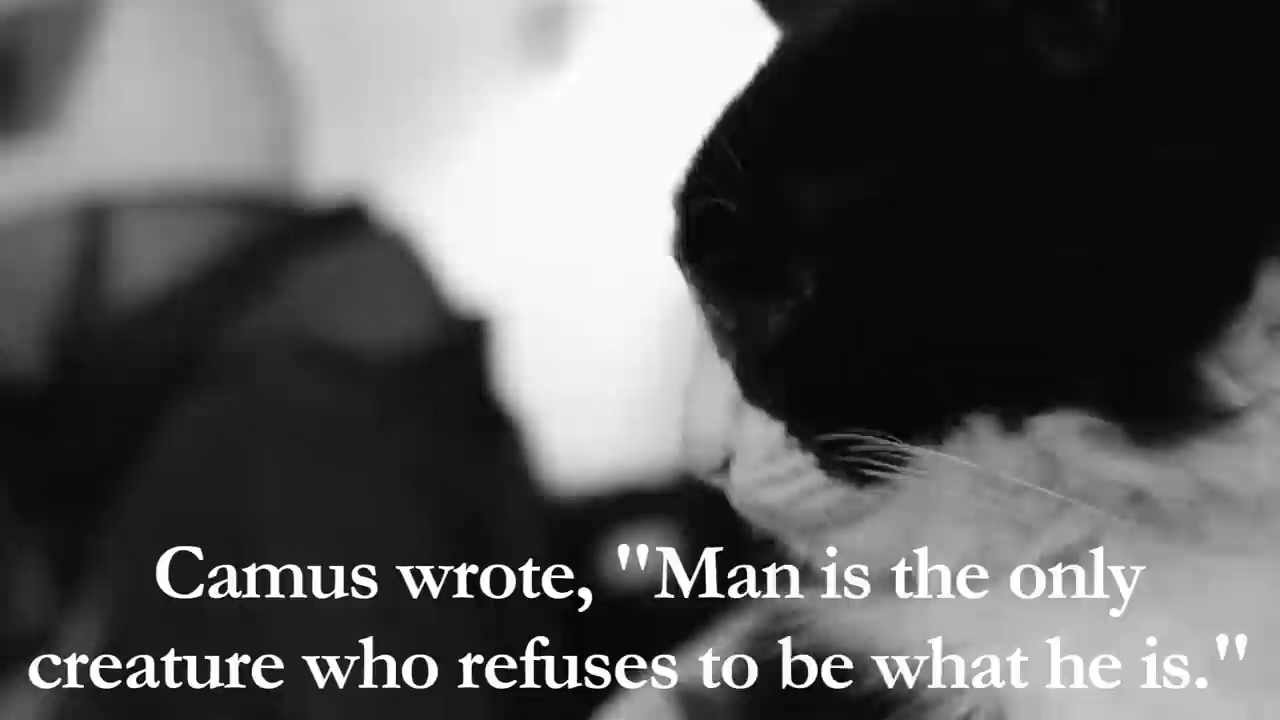 Camus wrote, "Man is the only
creature who refuses to be what he is."